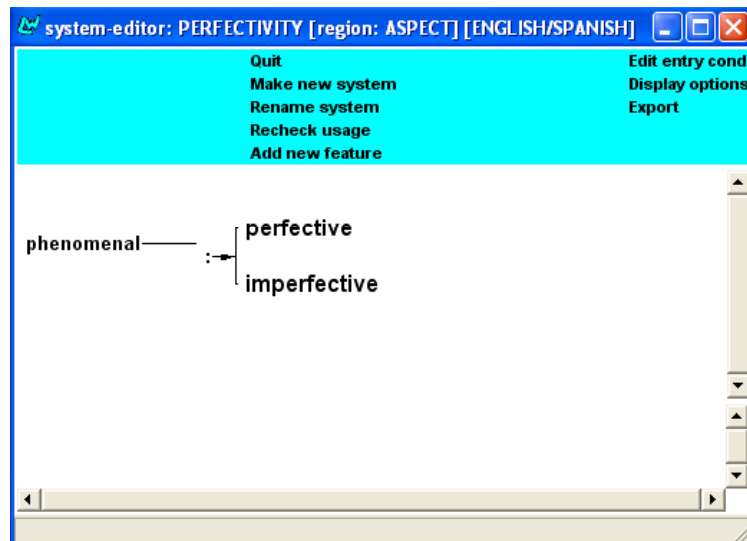 system-editor: PERFECTIVITY [region: ASPECT] [ENGLISH/SPANISH]
Quit
Make new system
Rename system
Recheck usage
Add new feature
Edit entry cond
Display options
Export
phenomenal
:
perfective
imperfective